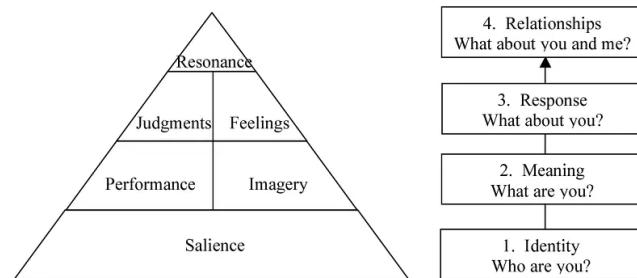 Resonance
Judgments Feelings
Performance Imagery
Salience
4. Relationships
What about you and me?
3. Response
What about you?
2. Meaning
What are you?
1. Identity
Who are you?